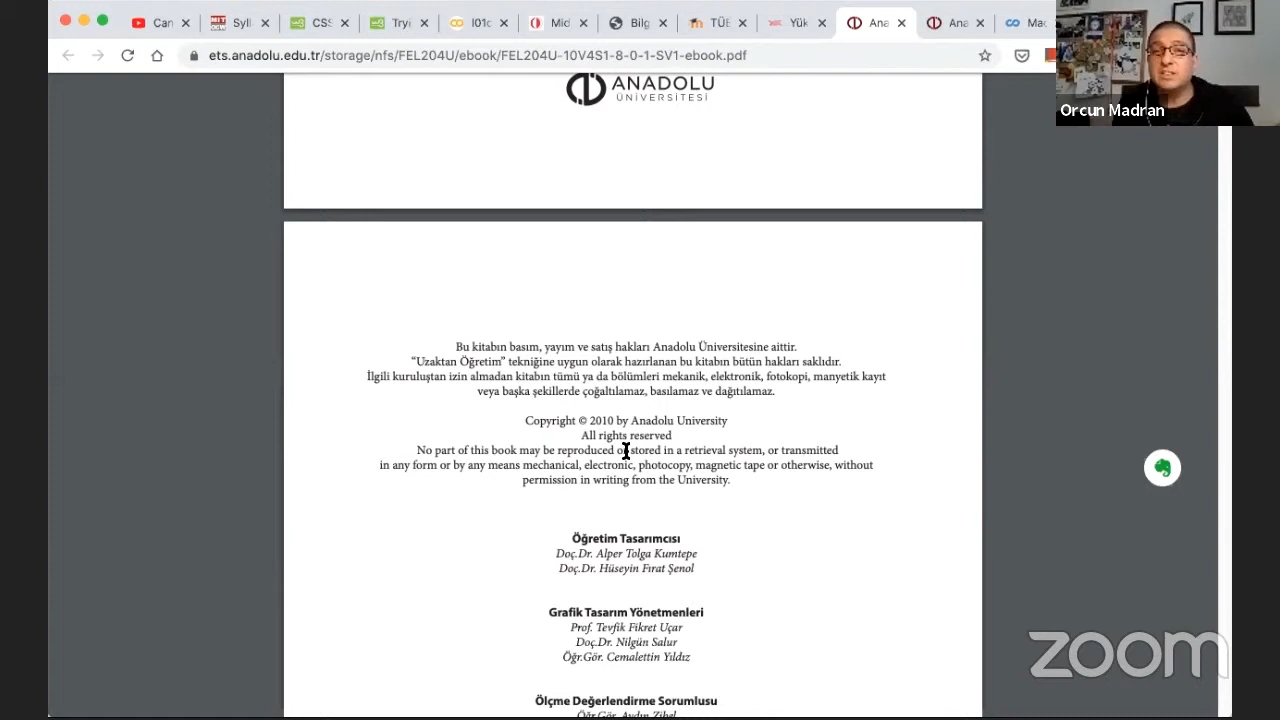 Can
Syll
CSS
Tryi
l01c
Mid
Bilg
TÜE
Yük
Ana
Ana
Ma
ets.anadolu.edu.tr/storage/nfs/FEL204U/ebook/FEL204U-10V4S1-8-0-1-SV1-ebook.pdf
Orcun Madran
ANADOLU
ÜNİVERSİTESİ
Bu kitabın basım, yayım ve satış hakları Anadolu Üniversitesine aittir.
“Uzaktan Öğretim” tekniğine uygun olarak hazırlanan bu kitabın bütün hakları saklıdır.
İlgili kuruluştan izin almadan kitabın tümü ya da bölümleri mekanik, elektronik, fotokopi, manyetik kayıt
veya başka şekillerde çoğaltılamaz, basılamaz ve dağıtılamaz.
Copyright © 2010 by Anadolu University
All rights reserved
No part of this book may be reproduced or stored in a retrieval system, or transmitted
in any form or by any means mechanical, electronic, photocopy, magnetic tape or otherwise, without
permission in writing from the University.
Öğretim Tasarımcısı
Doç.Dr. Alper Tolga Kumtepe
Doç.Dr. Hüseyin Fırat Şenol
Grafik Tasarım Yönetmenleri
Prof. Tevfik Fikret Uçar
Doç.Dr. Nilgün Salur
Öğr.Gör. Cemalettin Yıldız
Ölçme Değerlendirme Sorumlusu
Öğr.Gör. Aydın Zibel
zoom